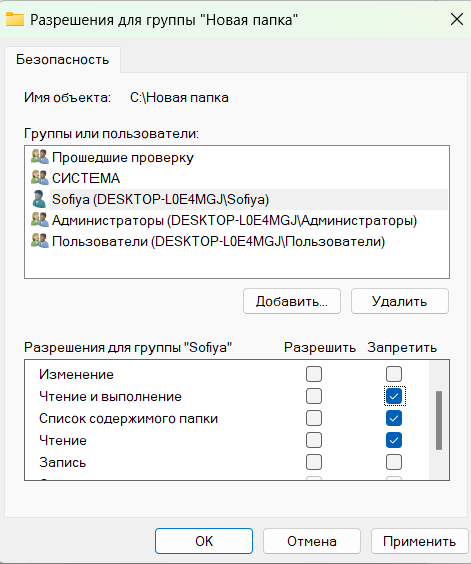 Разрешения для группы "Новая папка"
Безопасность
Имя объекта: C:\Новая папка
Группы или пользователи:
Прошедшие проверку
СИСТЕМА
Sofiya (DESKTOP-L0E4MGJ\Sofiya)
Администраторы (DESKTOP-L0E4MGJ\Администраторы)
Пользователи (DESKTOP-L0E4MGJ\Пользователи)
Добавить... Удалить
Разрешения для группы "Sofiya" Разрешить Запретить
Изменение
Чтение и выполнение
Список содержимого папки
Чтение
Запись
ОК Отмена Применить